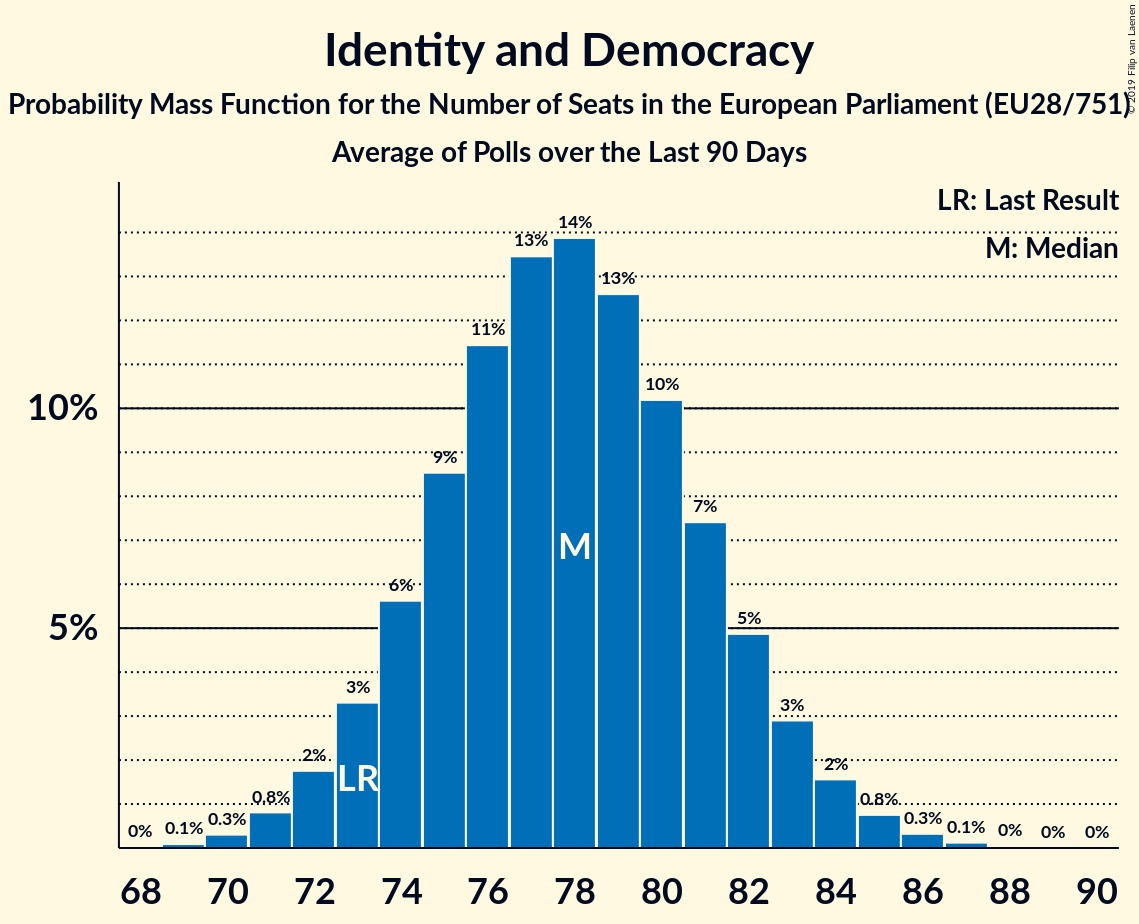 Identity and Democracy
Probability Mass Function for the Number of Seats in the European Parliament (EU28/751)
Average of Polls over the Last 90 Days
© 2019 Filip van Laenen
LR: Last Result
M: Median
10%
5%
0%
0.1%
0.3%
0.8%
2%
3%
6%
9%
11%
13%
14%
13%
10%
7%
5%
3%
2%
0.8%
0.3%
0.1%
0%
0%
0%
LR
M
68 70 72 74 76 78 80 82 84 86 88 90